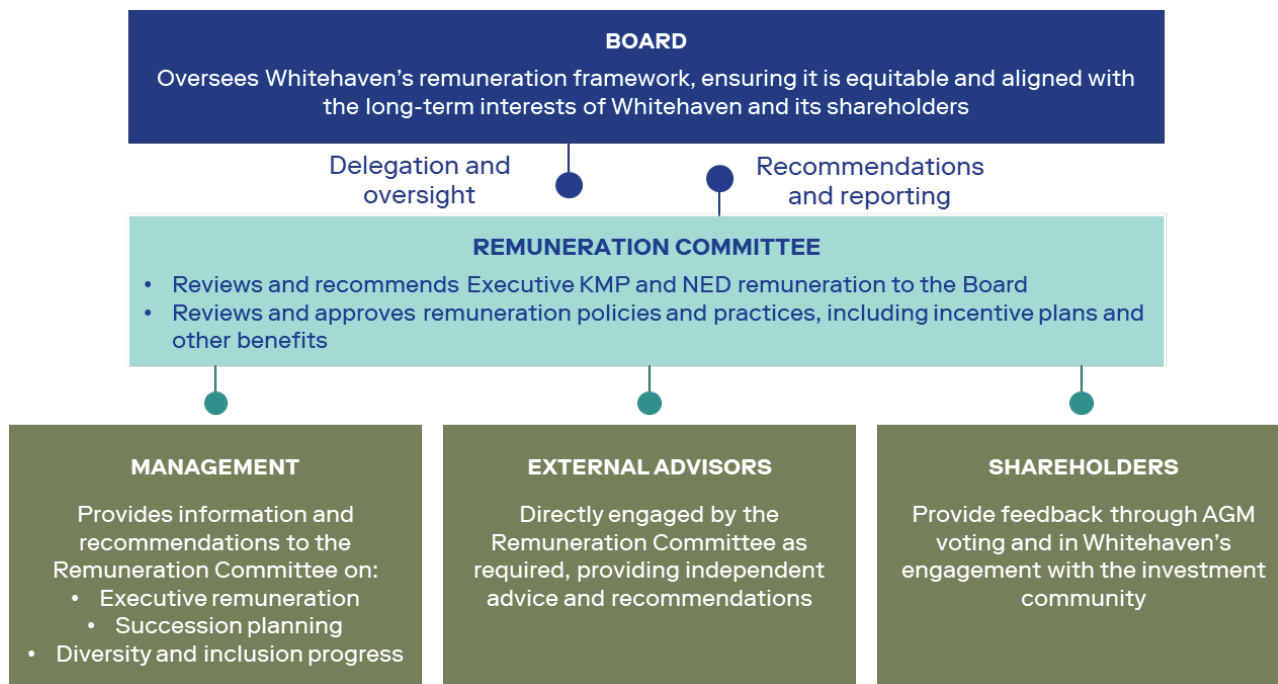 BOARD
Oversees Whitehaven's remuneration framework, ensuring it is equitable and aligned with
the long-term interests of Whitehaven and its shareholders
Delegation and
oversight
Recommendations
and reporting
REMUNERATION COMMITTEE
• Reviews and recommends Executive KMP and NED remuneration to the Board
• Reviews and approves remuneration policies and practices, including incentive plans and
other benefits
MANAGEMENT
Provides information and
recommendations to the
Remuneration Committee on:
• Executive remuneration
• Succession planning
• Diversity and inclusion progress
EXTERNAL ADVISORS
Directly engaged by the
Remuneration Committee as
required, providing independent
advice and recommendations
SHAREHOLDERS
Provide feedback through AGM
voting and in Whitehaven's
engagement with the investment
community